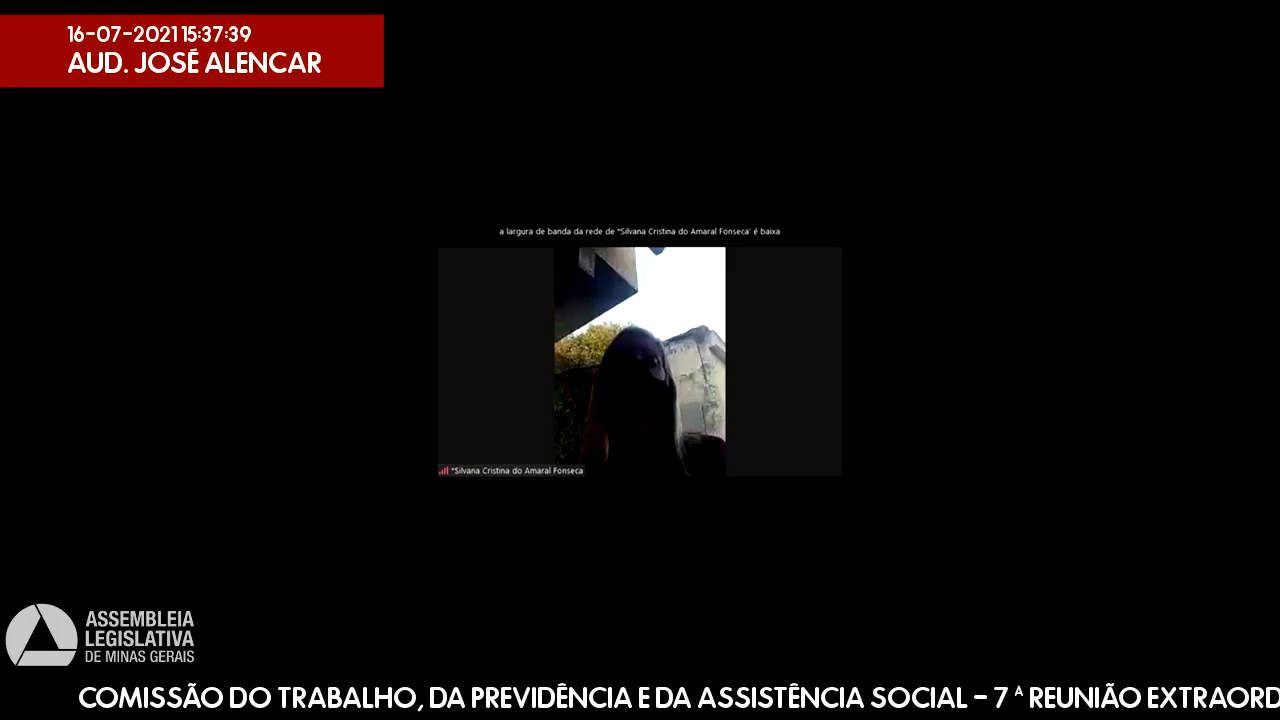 16-07-2021 15:37:39
AUD. JOSÉ ALENCAR
a largura de banda da rede de "Silvana Cristina do Amaral Fonseca' é baixa
"Silvana Cristina do Amaral Fonseca
ASSEMBLEIA
LEGISLATIVA
DE MINAS GERAIS
COMISSÃO DO TRABALHO, DA PREVIDÊNCIA E DA ASSISTÊNCIA SOCIAL - 7 ª REUNIÃO EXTRAORD